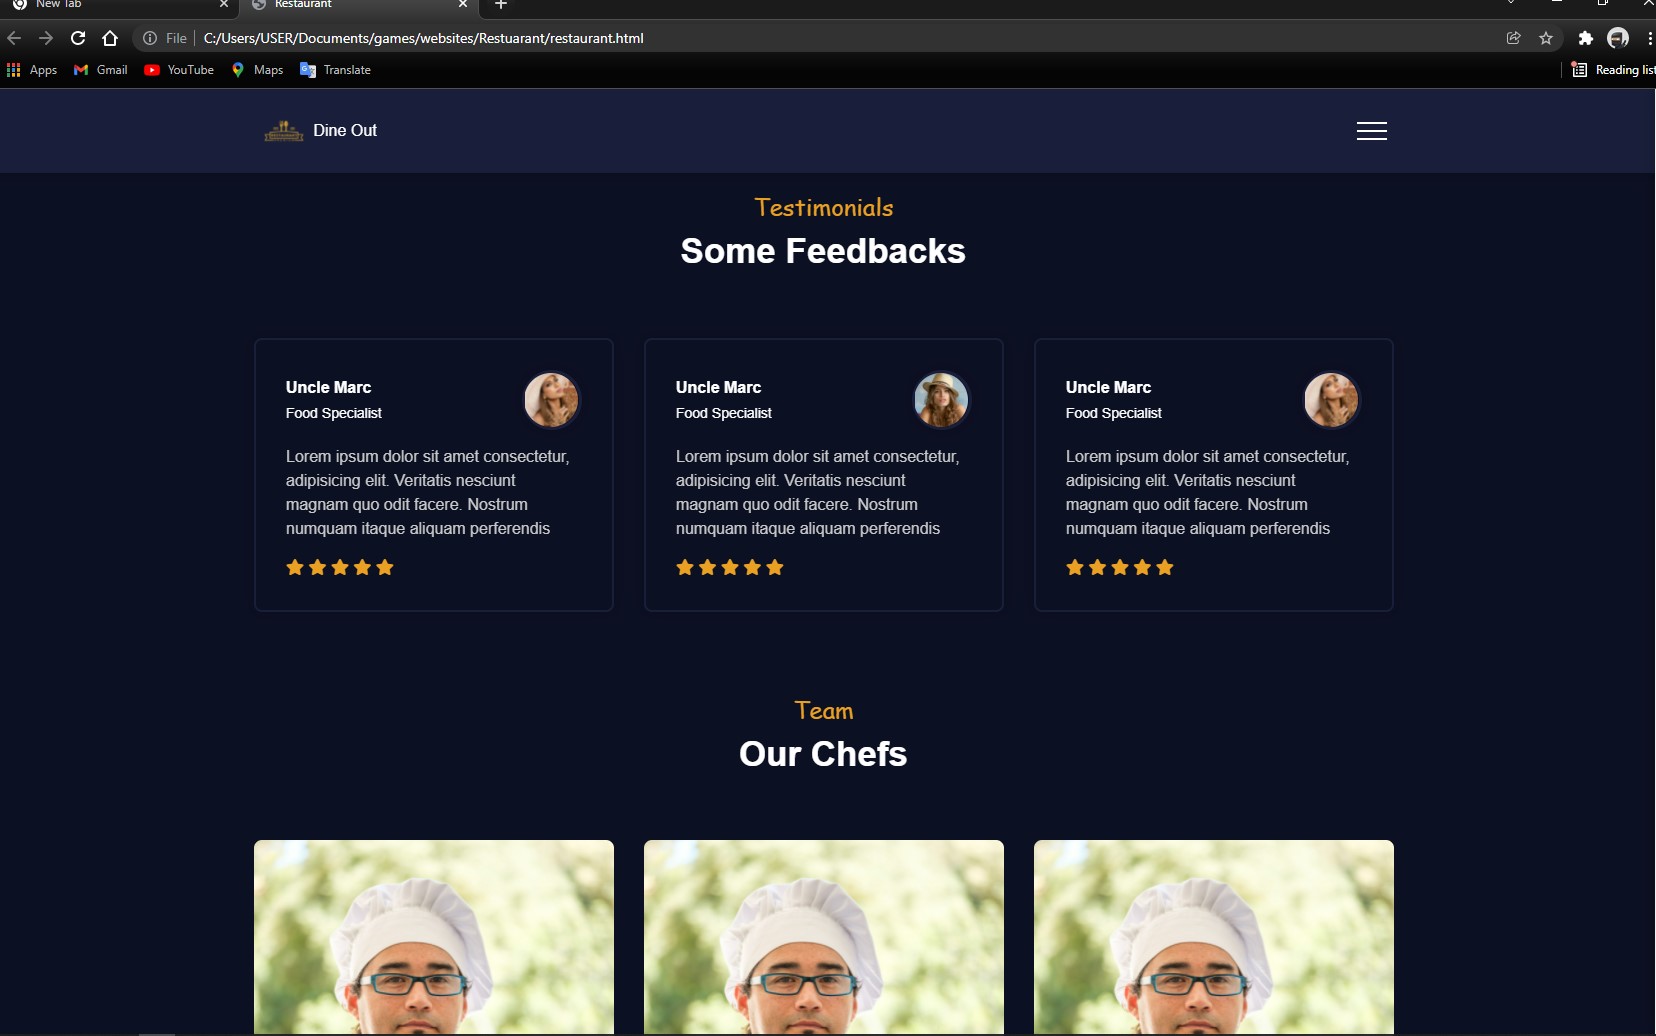 New Tab
Restaurant
File
C:/Users/USER/Documents/games/websites/Restuarant/restaurant.html
Apps
Gmail
YouTube
Maps
Translate
Reading list
Dine Out
Testimonials
Some Feedbacks
Uncle Marc
Food Specialist
Lorem ipsum dolor sit amet consectetur,
adipisicing elit. Veritatis nesciunt
magnam quo odit facere. Nostrum
numquam itaque aliquam perferendis
Uncle Marc
Food Specialist
Lorem ipsum dolor sit amet consectetur,
adipisicing elit. Veritatis nesciunt
magnam quo odit facere. Nostrum
numquam itaque aliquam perferendis
Uncle Marc
Food Specialist
Lorem ipsum dolor sit amet consectetur,
adipisicing elit. Veritatis nesciunt
magnam quo odit facere. Nostrum
numquam itaque aliquam perferendis
Team
Our Chefs